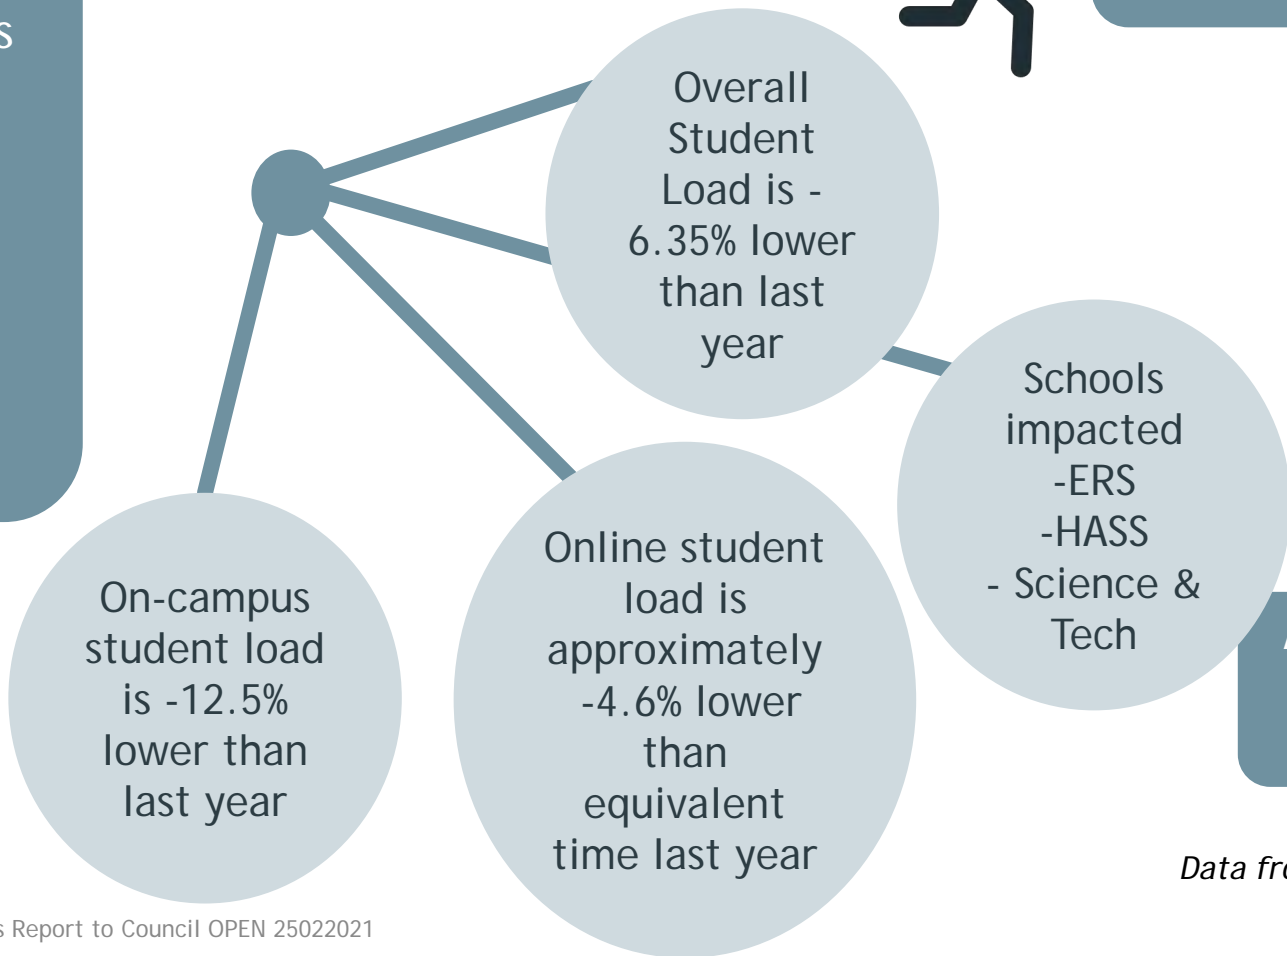 S
Overall
Student
Load is -
6.35% lower
than last
year
Schools
impacted
-ERS
-HASS
- Science &
Tech
On-campus
student load
is -12.5%
lower than
last year
Online student
load is
approximately
-4.6% lower
than
equivalent
time last year
Data fro
s Report to Council OPEN 25022021